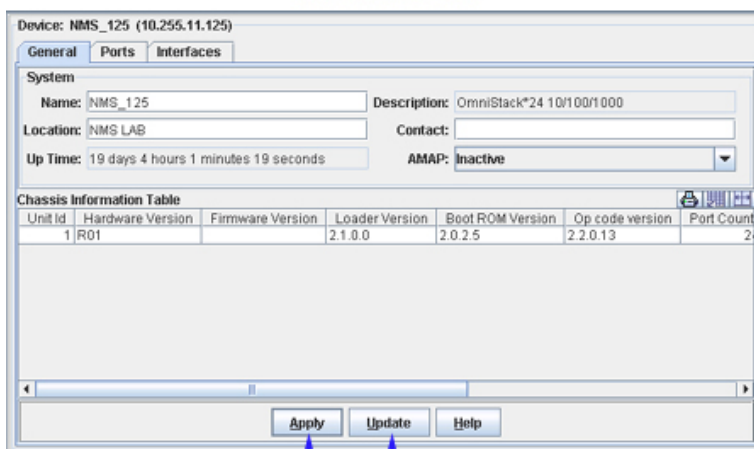 Device: NMS_125 (10.255.11.125)
General Ports Interfaces
System
Name: NMS_125 Description: OmniStack*24 10/100/1000
Location: NMS LAB Contact:
Up Time: 19 days 4 hours 1 minutes 19 seconds AMAP: Inactive
Chassis Information Table
Unit Id Hardware Version Firmware Version Loader Version Boot ROM Version Op code version Port Count
1 R01 2.1.0.0 2.0.2.5 2.2.0.13
Apply Update Help